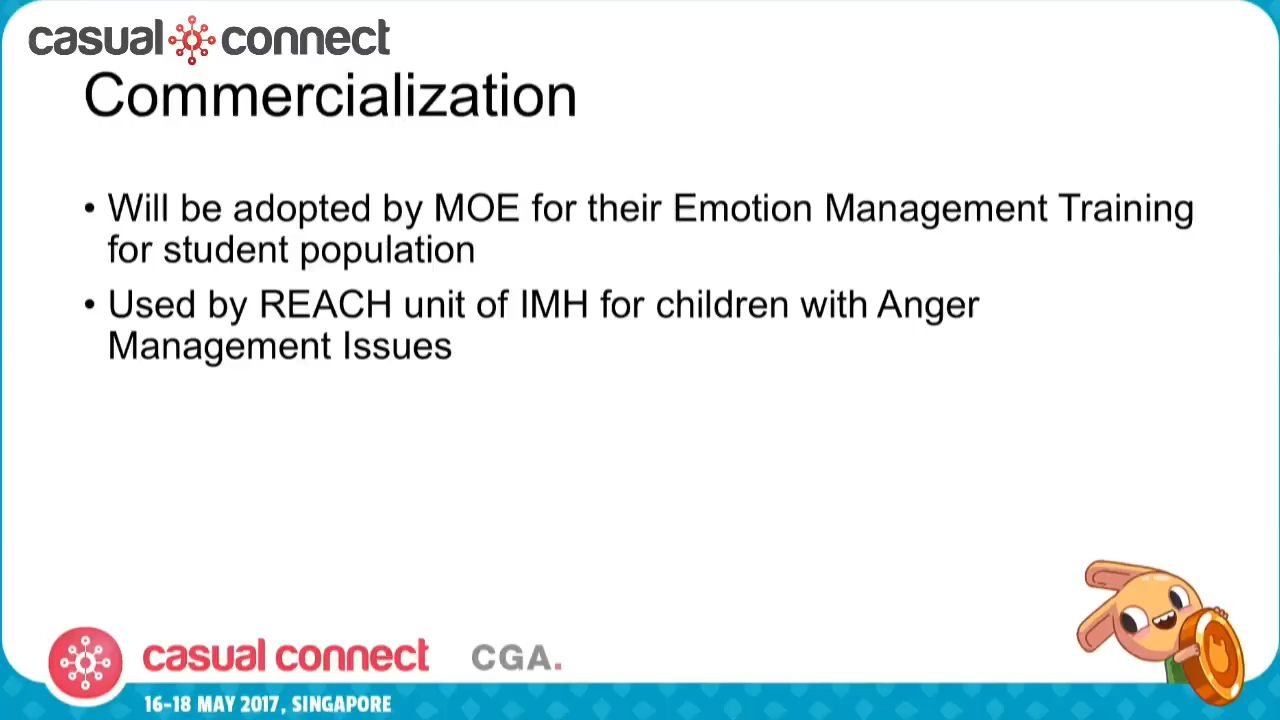 casual connect
Commercialization
• Will be adopted by MOE for their Emotion Management Training
for student population
• Used by REACH unit of IMH for children with Anger
Management Issues
casual connect CGA.
16-18 MAY 2017, SINGAPORE